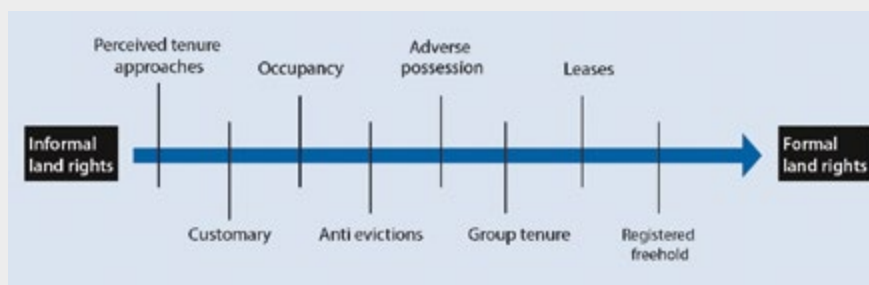 Perceived tenure
approaches
Occupancy
Adverse
possession
Leases
Informal
land rights
Formal
land rights
Customary
Anti evictions
Group tenure
Registered
freehold